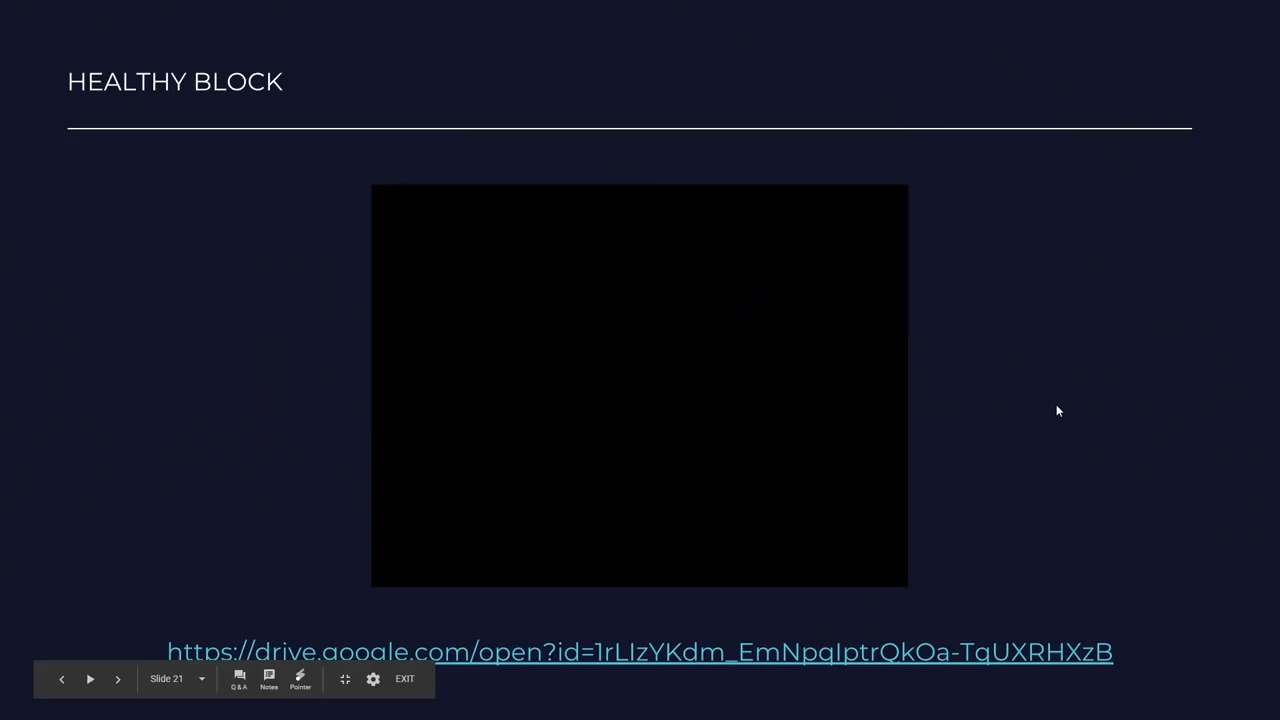 HEALTHY BLOCK
https://drive.google.com/open?id=1rLIzYKdm_EmNpqIptrQkOa-TqUXRHXzB
Slide 21
Q & A
Notes
Pointer
EXIT